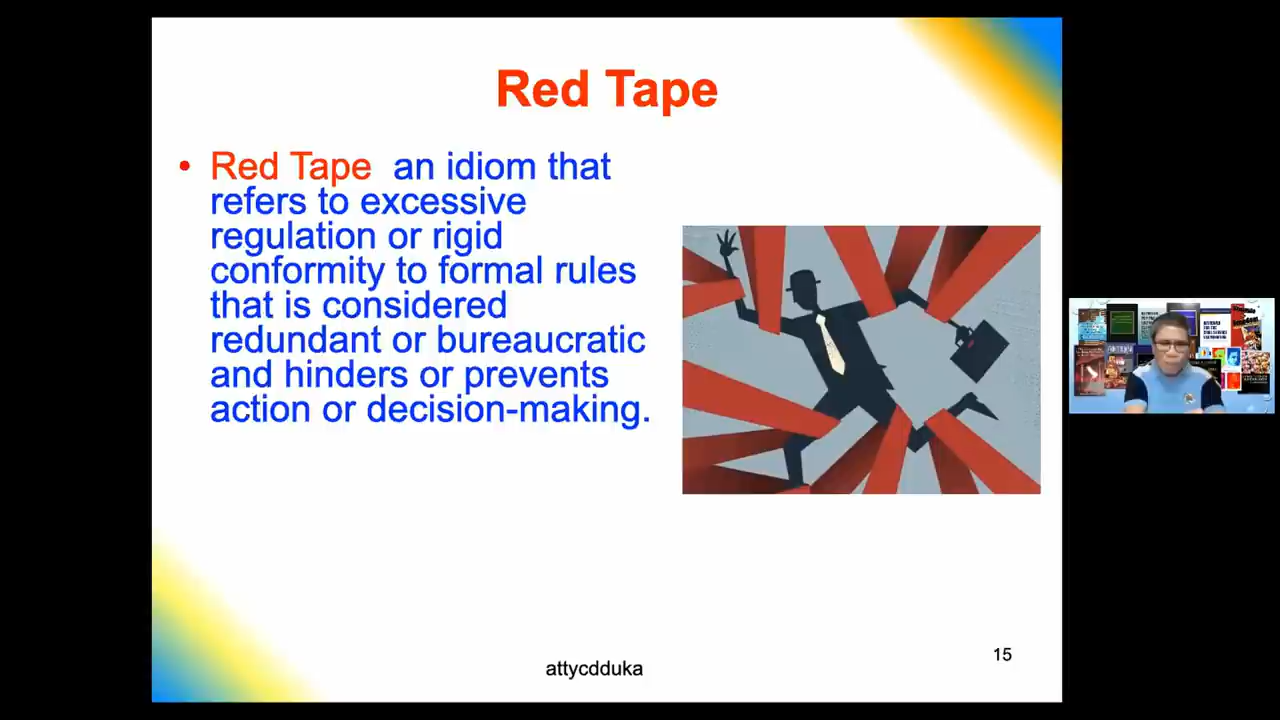 Red Tape
• Red Tape an idiom that
refers to excessive
regulation or rigid
conformity to formal rules
that is considered
redundant or bureaucratic
and hinders or prevents
action or decision-making.
attycdduka
15